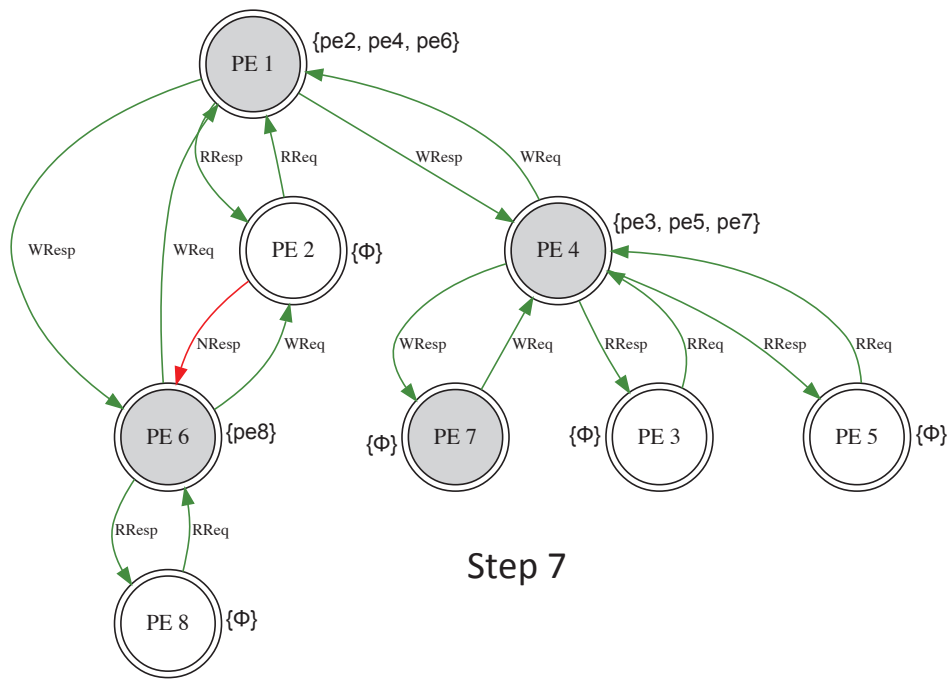 {pe2, pe4, pe6}
PE 1
RResp
RReq
WResp
WReq
{pe3, pe5, pe7}
WResp
WReq
PE 2
{Φ}
PE 4
NResp
WReq
WResp
WReq
RResp
RReq
RResp
RReq
PE 6
{pe8}
{Φ}
PE 7
{Φ}
PE 3
PE 5
{Φ}
RResp
RReq
Step 7
PE 8
{Φ}